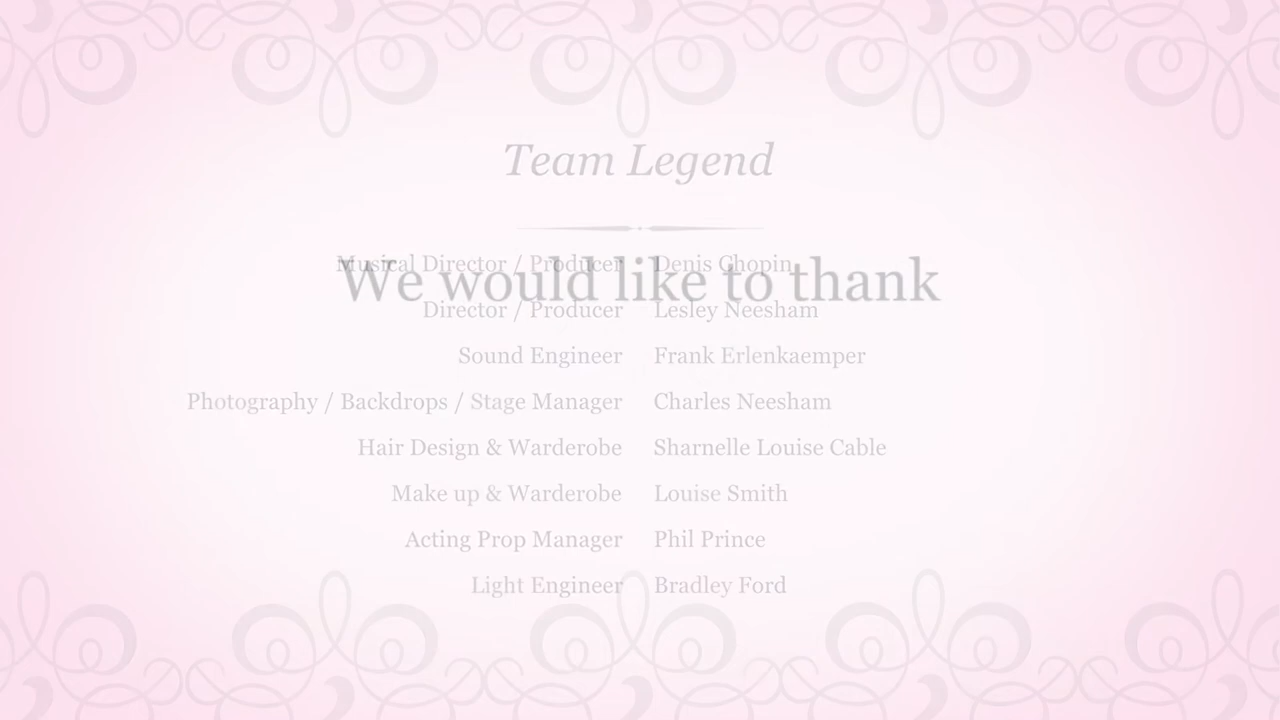 Team Legend
Musical Director / Producer Denis Chopin
We would like to thank
Director / Producer Lesley Neesham
Sound Engineer Frank Erlenkaemper
Photography / Backdrops / Stage Manager Charles Neesham
Hair Design & Warderobe Sharnelle Louise Cable
Make up & Warderobe Louise Smith
Acting Prop Manager Phil Prince
Light Engineer Bradley Ford